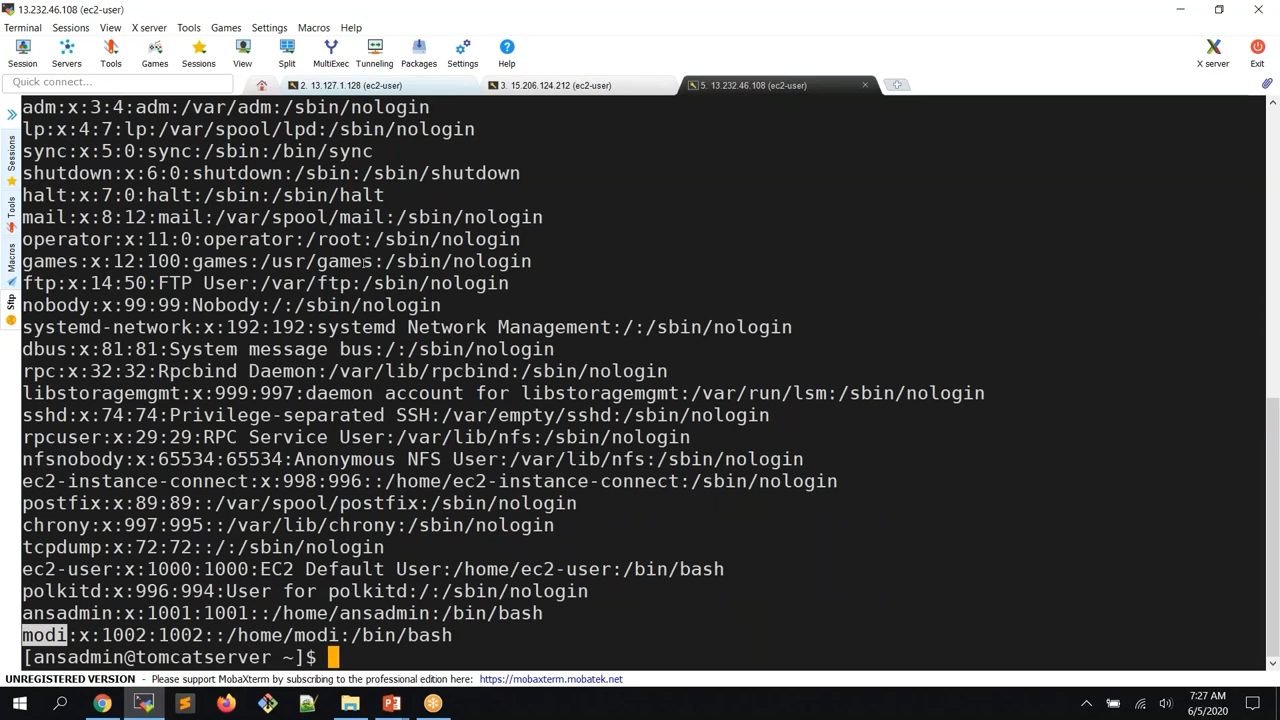 13.232.46.108 (ec2-user)
Terminal Sessions View X server Tools Games Settings Macros Help
Session Servers Tools Games Sessions View Split MultiExec Tunneling Packages Settings Help X server Exit
Quick connect...
2. 13.127.1.128 (ec2-user) 3. 15.206.124.212 (ec2-user) 5. 13.232.46.108 (ec2-user)
Sessions
Tools
Macros
Sftp
adm:x:3:4:adm:/var/adm:/sbin/nologin
lp:x:4:7:lp:/var/spool/lpd:/sbin/nologin
sync:x:5:0:sync:/sbin:/bin/sync
shutdown:x:6:0:shutdown:/sbin:/sbin/shutdown
halt:x:7:0:halt:/sbin:/sbin/halt
mail:x:8:12:mail:/var/spool/mail:/sbin/nologin
operator:x:11:0:operator:/root:/sbin/nologin
games:x:12:100:games:/usr/games:/sbin/nologin
ftp:x:14:50:FTP User:/var/ftp:/sbin/nologin
nobody:x:99:99:Nobody:/:/sbin/nologin
systemd-network:x:192:192:systemd Network Management:/:/sbin/nologin
dbus:x:81:81:System message bus:/:/sbin/nologin
rpc:x:32:32:Rpcbind Daemon:/var/lib/rpcbind:/sbin/nologin
libstoragemgmt:x:999:997:daemon account for libstoragemgmt:/var/run/lsm:/sbin/nologin
sshd:x:74:74:Privilege-separated SSH:/var/empty/sshd:/sbin/nologin
rpcuser:x:29:29:RPC Service User:/var/lib/nfs:/sbin/nologin
nfsnobody:x:65534:65534:Anonymous NFS User:/var/lib/nfs:/sbin/nologin
ec2-instance-connect:x:998:996::/home/ec2-instance-connect:/sbin/nologin
postfix:x:89:89::/var/spool/postfix:/sbin/nologin
chrony:x:997:995::/var/lib/chrony:/sbin/nologin
tcpdump:x:72:72::/:/sbin/nologin
ec2-user:x:1000:1000:EC2 Default User:/home/ec2-user:/bin/bash
polkitd:x:996:994:User for polkitd:/:/sbin/nologin
ansadmin:x:1001:1001::/home/ansadmin:/bin/bash
modi:x:1002:1002::/home/modi:/bin/bash
[ansadmin@tomcatserver ~]$
UNREGISTERED VERSION - Please support MobaXterm by subscribing to the professional edition here: https://mobaxterm.mobatek.net
7:27 AM
6/5/2020